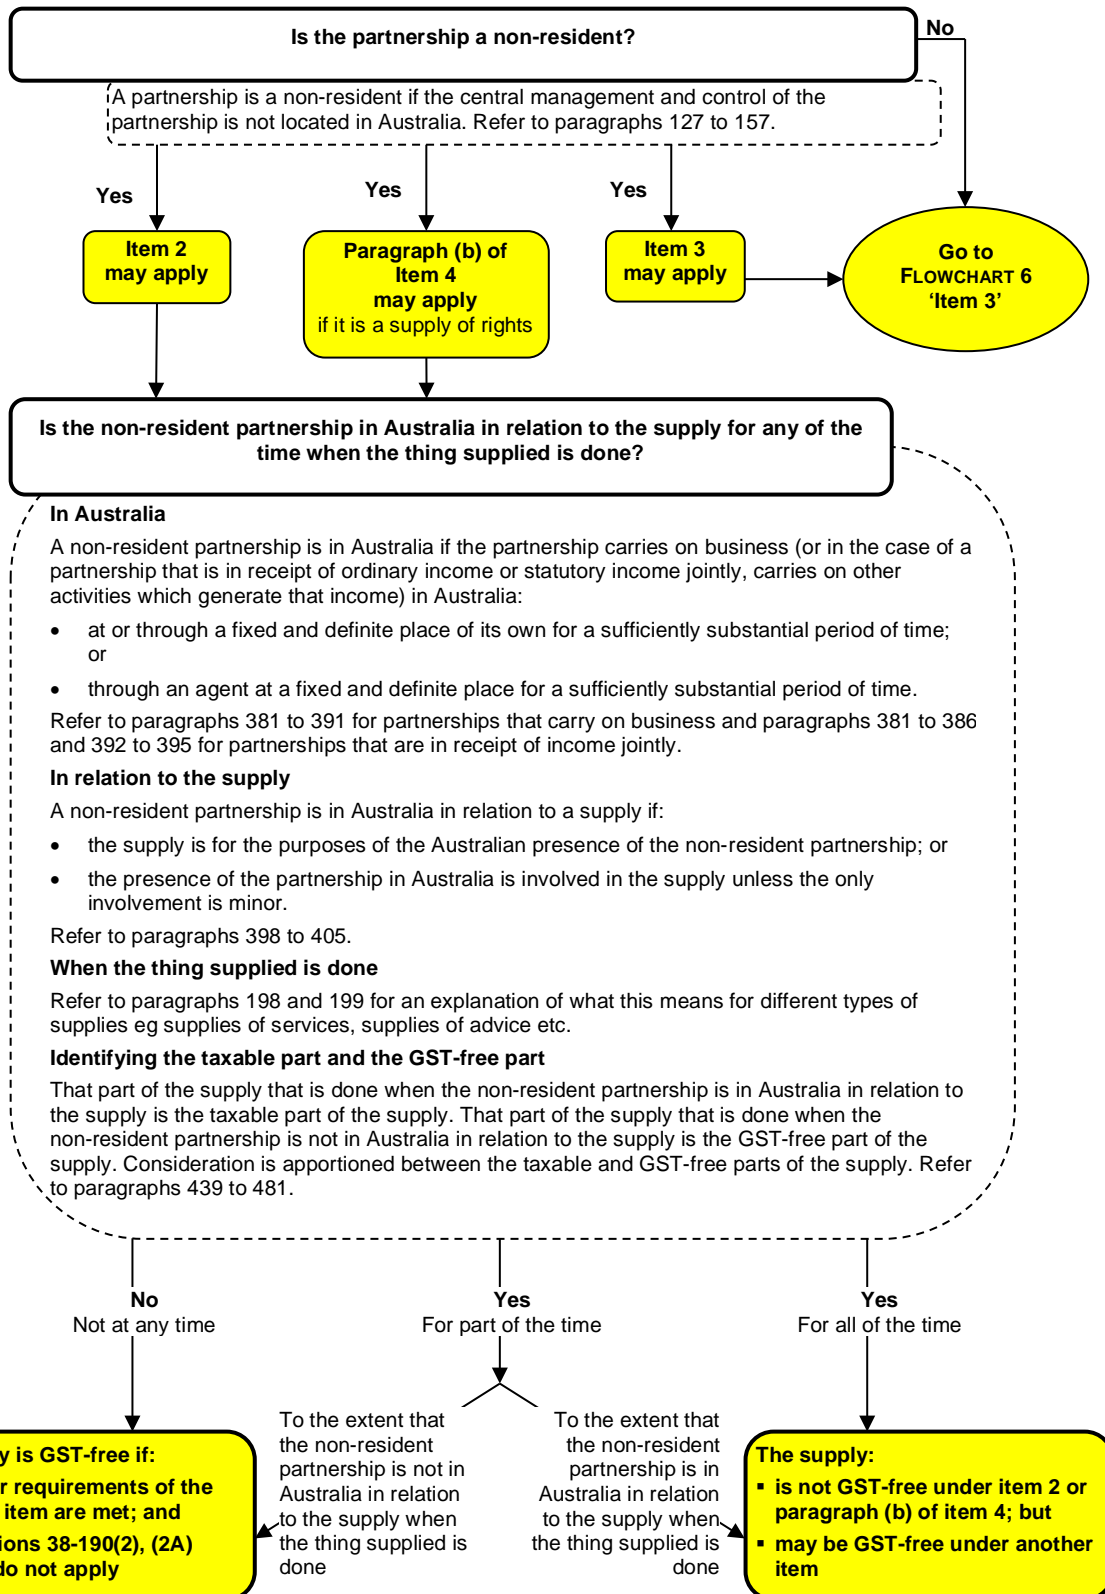 Is the partnership a non-resident?
No
A partnership is a non-resident if the central management and control of the
partnership is not located in Australia. Refer to paragraphs 127 to 157.
Yes
Yes
Yes
Item 2
may apply
Paragraph (b) of
Item 4
may apply
if it is a supply of rights
Item 3
may apply
Go to
FLOWCHART 6
‘Item 3’
Is the non-resident partnership in Australia in relation to the supply for any of the
time when the thing supplied is done?
In Australia
A non-resident partnership is in Australia if the partnership carries on business (or in the case of a
partnership that is in receipt of ordinary income or statutory income jointly, carries on other
activities which generate that income) in Australia:
• at or through a fixed and definite place of its own for a sufficiently substantial period of time;
or
• through an agent at a fixed and definite place for a sufficiently substantial period of time.
Refer to paragraphs 381 to 391 for partnerships that carry on business and paragraphs 381 to 386
and 392 to 395 for partnerships that are in receipt of income jointly.
In relation to the supply
A non-resident partnership is in Australia in relation to a supply if:
• the supply is for the purposes of the Australian presence of the non-resident partnership; or
• the presence of the partnership in Australia is involved in the supply unless the only
involvement is minor.
Refer to paragraphs 398 to 405.
When the thing supplied is done
Refer to paragraphs 198 and 199 for an explanation of what this means for different types of
supplies eg supplies of services, supplies of advice etc.
Identifying the taxable part and the GST-free part
That part of the supply that is done when the non-resident partnership is in Australia in relation to
the supply is the taxable part of the supply. That part of the supply that is done when the
non-resident partnership is not in Australia in relation to the supply is the GST-free part of the
supply. Consideration is apportioned between the taxable and GST-free parts of the supply. Refer
to paragraphs 439 to 481.
No
Not at any time
Yes
For part of the time
Yes
For all of the time
y is GST-free if:
r requirements of the
item are met; and
ions 38-190(2), (2A)
do not apply
To the extent that
the non-resident
partnership is not in
Australia in relation
to the supply when
the thing supplied is
done
To the extent that
the non-resident
partnership is in
Australia in relation
to the supply when
the thing supplied is
done
The supply:
▪ is not GST-free under item 2 or
paragraph (b) of item 4; but
▪ may be GST-free under another
item